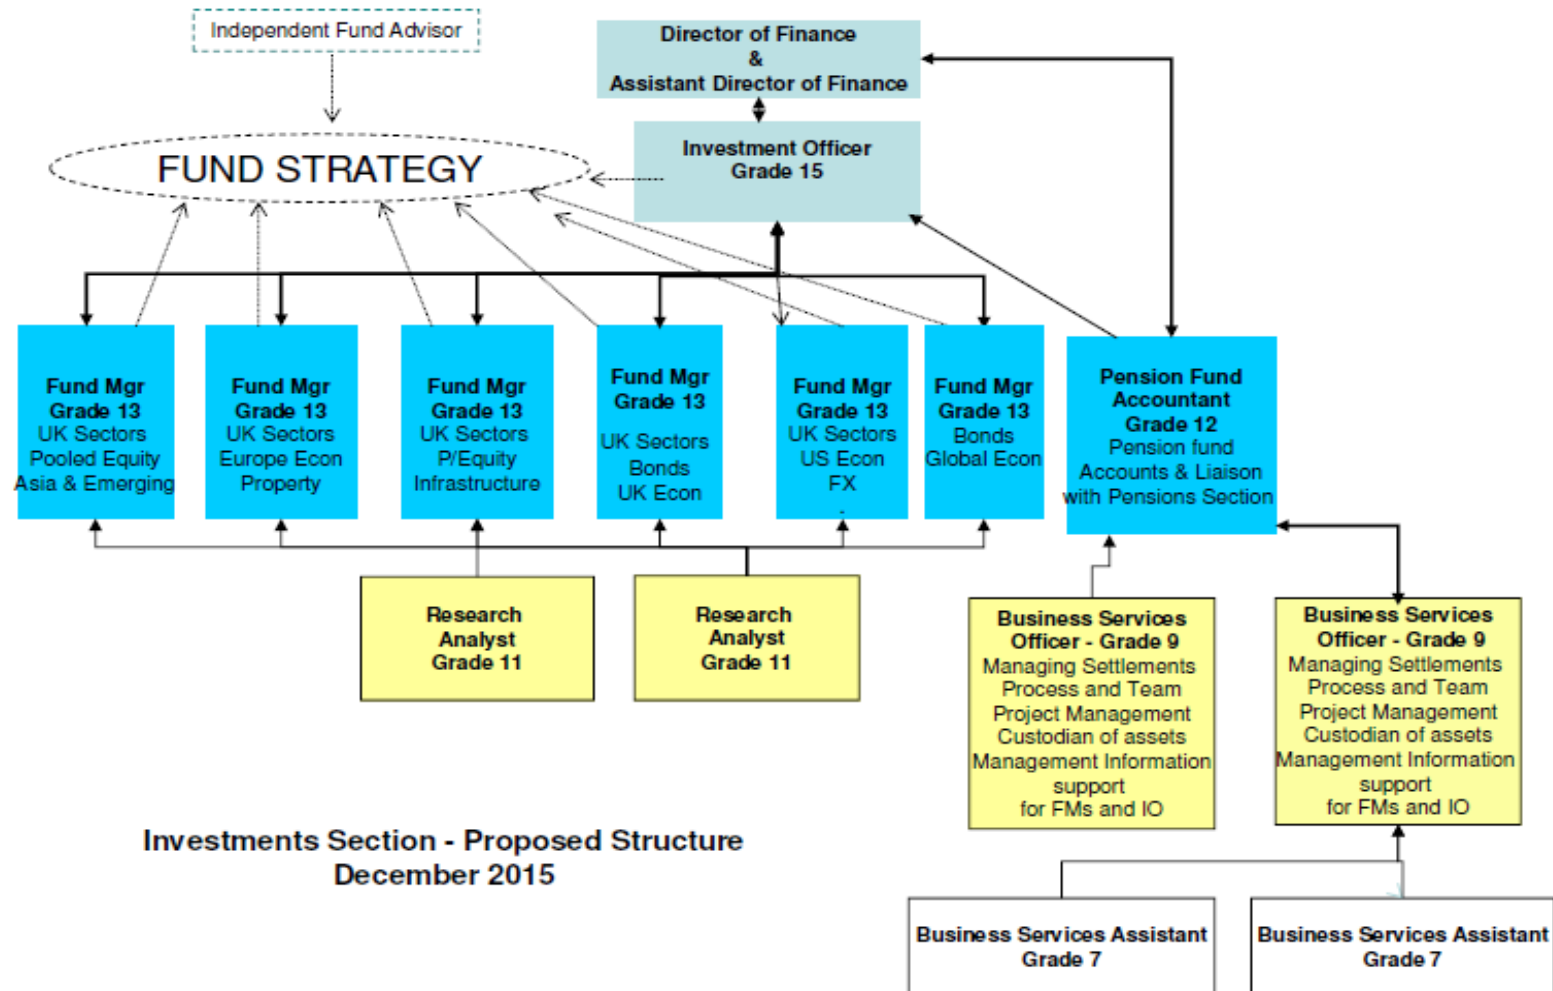 Independent Fund Advisor
Director of Finance
&
Assistant Director of Finance
FUND STRATEGY
Investment Officer
Grade 15
Fund Mgr
Grade 13
UK Sectors
Pooled Equity
Asia & Emerging
Fund Mgr
Grade 13
UK Sectors
Europe Econ
Property
Fund Mgr
Grade 13
UK Sectors
P/Equity
Infrastructure
Fund Mgr
Grade 13
UK Sectors
Bonds
UK Econ
Fund Mgr
Grade 13
UK Sectors
US Econ
FX
-
Fund Mgr
Grade 13
Bonds
Global Econ
Pension Fund
Accountant
Grade 12
Pension fund
Accounts & Liaison
with Pensions Section
Research
Analyst
Grade 11
Research
Analyst
Grade 11
Business Services
Officer - Grade 9
Managing Settlements
Process and Team
Project Management
Custodian of assets
Management Information
support
for FMs and IO
Business Services
Officer - Grade 9
Managing Settlements
Process and Team
Project Management
Custodian of assets
Management Information
support
for FMs and IO
Investments Section - Proposed Structure
December 2015
Business Services Assistant
Grade 7
Business Services Assistant
Grade 7